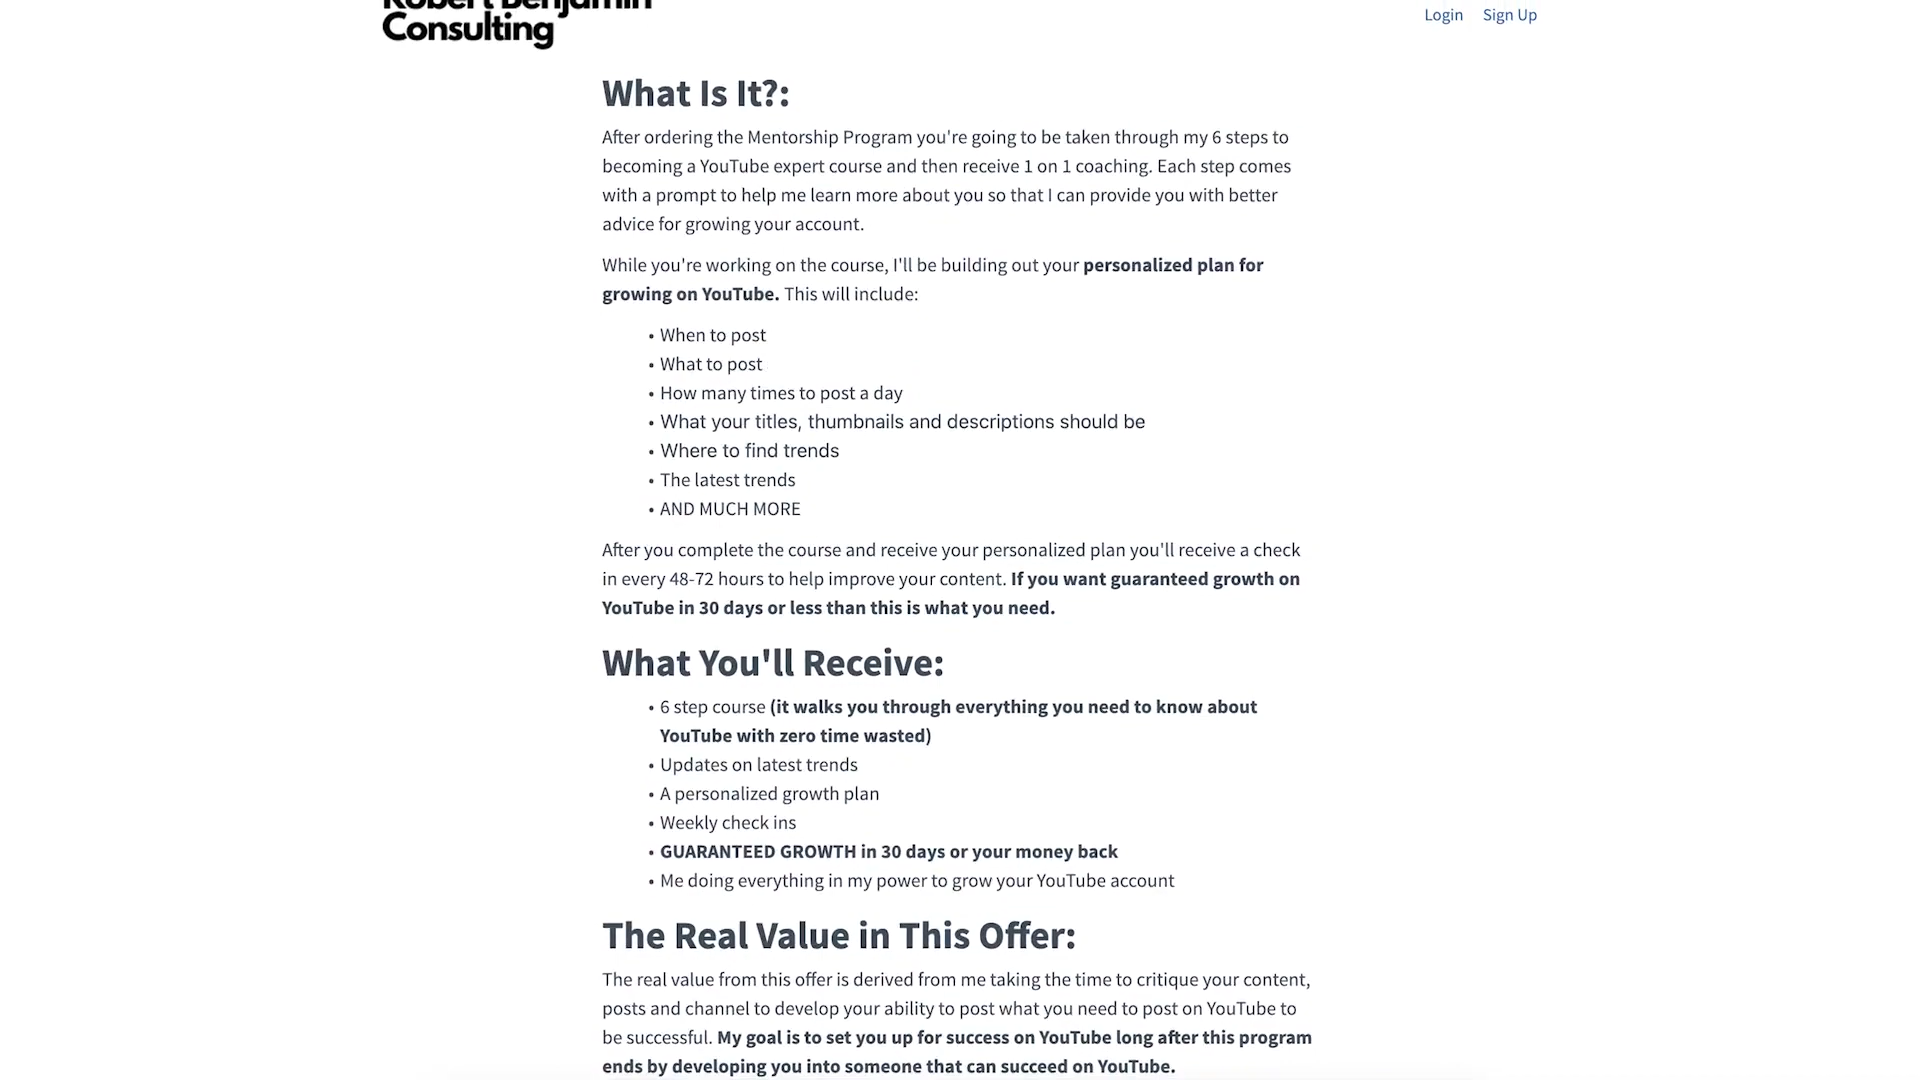 Robert Benjamin
Consulting
Login Sign Up
What Is It?:
After ordering the Mentorship Program you're going to be taken through my 6 steps to
becoming a YouTube expert course and then receive 1 on 1 coaching. Each step comes
with a prompt to help me learn more about you so that I can provide you with better
advice for growing your account.
While you're working on the course, I'll be building out your personalized plan for
growing on YouTube. This will include:
• When to post
• What to post
• How many times to post a day
• What your titles, thumbnails and descriptions should be
• Where to find trends
• The latest trends
• AND MUCH MORE
After you complete the course and receive your personalized plan you'll receive a check
in every 48-72 hours to help improve your content. If you want guaranteed growth on
YouTube in 30 days or less than this is what you need.
What You'll Receive:
• 6 step course (it walks you through everything you need to know about
YouTube with zero time wasted)
• Updates on latest trends
• A personalized growth plan
• Weekly check ins
• GUARANTEED GROWTH in 30 days or your money back
• Me doing everything in my power to grow your YouTube account
The Real Value in This Offer:
The real value from this offer is derived from me taking the time to critique your content,
posts and channel to develop your ability to post what you need to post on YouTube to
be successful. My goal is to set you up for success on YouTube long after this program
ends by developing you into someone that can succeed on YouTube.